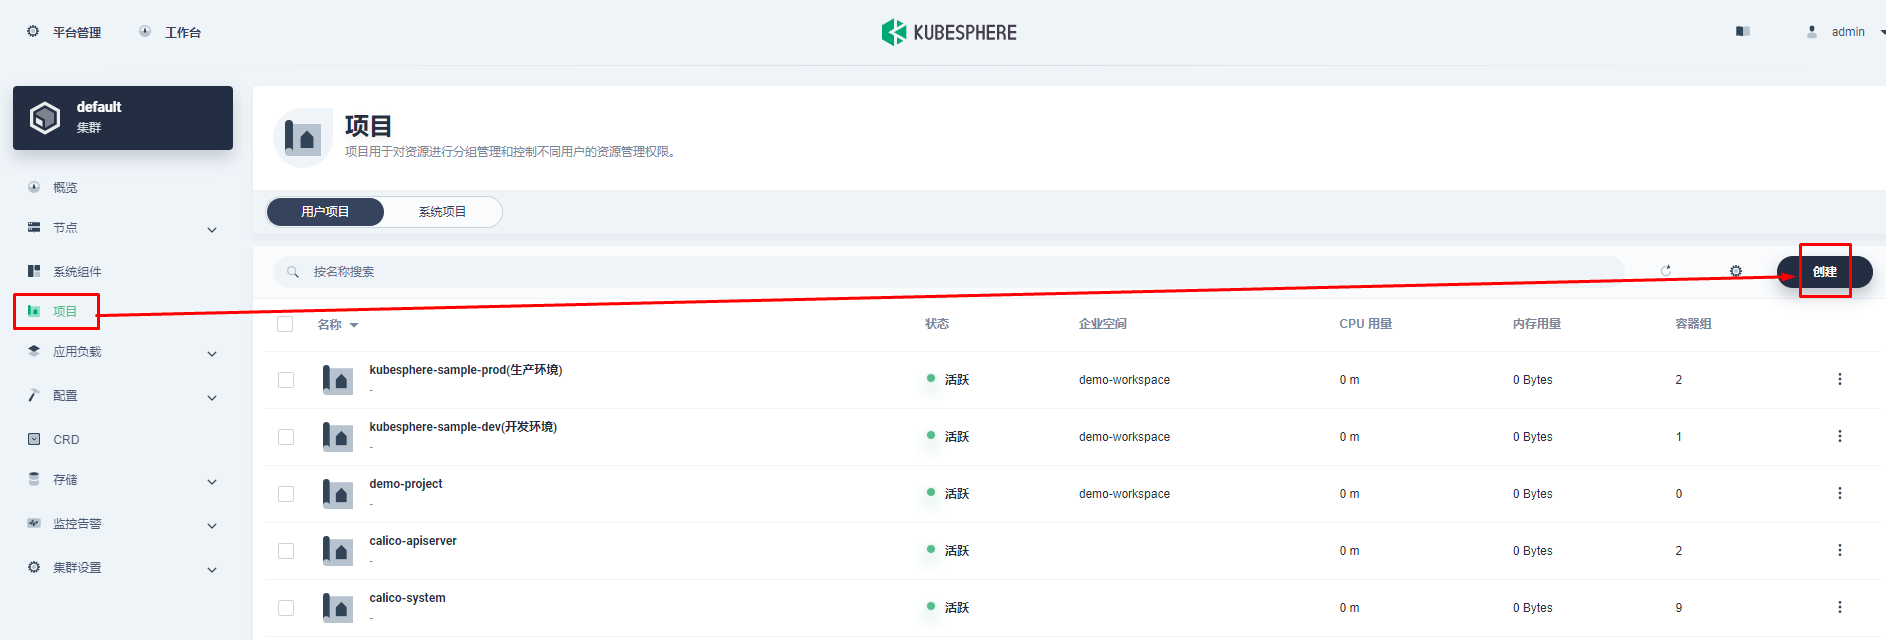 平台管理
工作台
KUBESPHERE
admin
default
集群
概览
节点
系统组件
项目
应用负载
配置
CRD
存储
监控告警
集群设置
项目
项目用于对资源进行分组管理和控制不同用户的资源管理权限。
用户项目
系统项目
按名称搜索
创建
名称 状态 企业空间 CPU 用量 内存用量 容器组
kubesphere-sample-prod(生产环境) 活跃 demo-workspace 0 m 0 Bytes 2
-
kubesphere-sample-dev(开发环境) 活跃 demo-workspace 0 m 0 Bytes 1
-
demo-project 活跃 demo-workspace 0 m 0 Bytes 0
-
calico-apiserver 活跃 0 m 0 Bytes 2
-
calico-system 活跃 0 m 0 Bytes 9
-